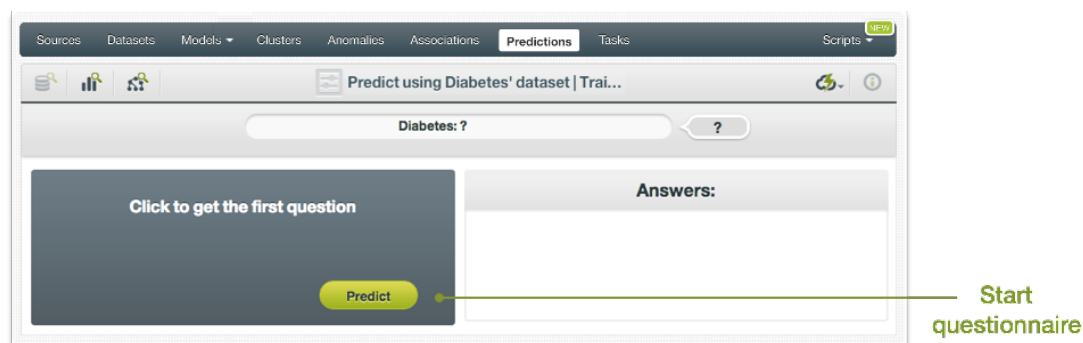 Sources Datasets Models Clusters Anomalies Associations Predictions Tasks Scripts NEW
Predict using Diabetes' dataset | Trai...
Diabetes: ? ?
Click to get the first question
Answers:
Predict
Start
questionnaire